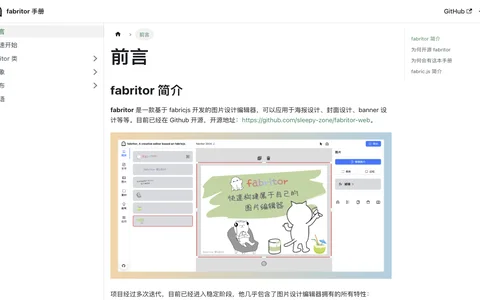 fabritor 手册
GitHub
言
速开始
itor 类
象
布
语
前言
前言
fabritor 简介
fabritor 是一款基于 fabricjs 开发的图片设计编辑器，可以应用于海报设计、封面设计、banner 设
计等等。目前已经在 Github 开源，开源地址：https://github.com/sleepy-zone/fabritor-web。
fabritor
快速构建属于自己的
图片编辑器
项目经过多次迭代，目前已经进入稳定阶段，他几乎包含了图片设计编辑器拥有的所有特性：
fabritor 简介
为何开源 fabritor
为何会有这本手册
fabric.js 简介